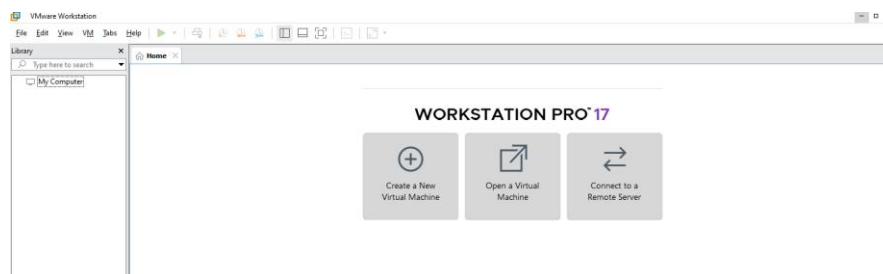 VMware Workstation
File Edit View VM Tabs Help
Library
Type here to search
My Computer
Home
WORKSTATION PRO™ 17
Create a New
Virtual Machine
Open a Virtual
Machine
Connect to a
Remote Server